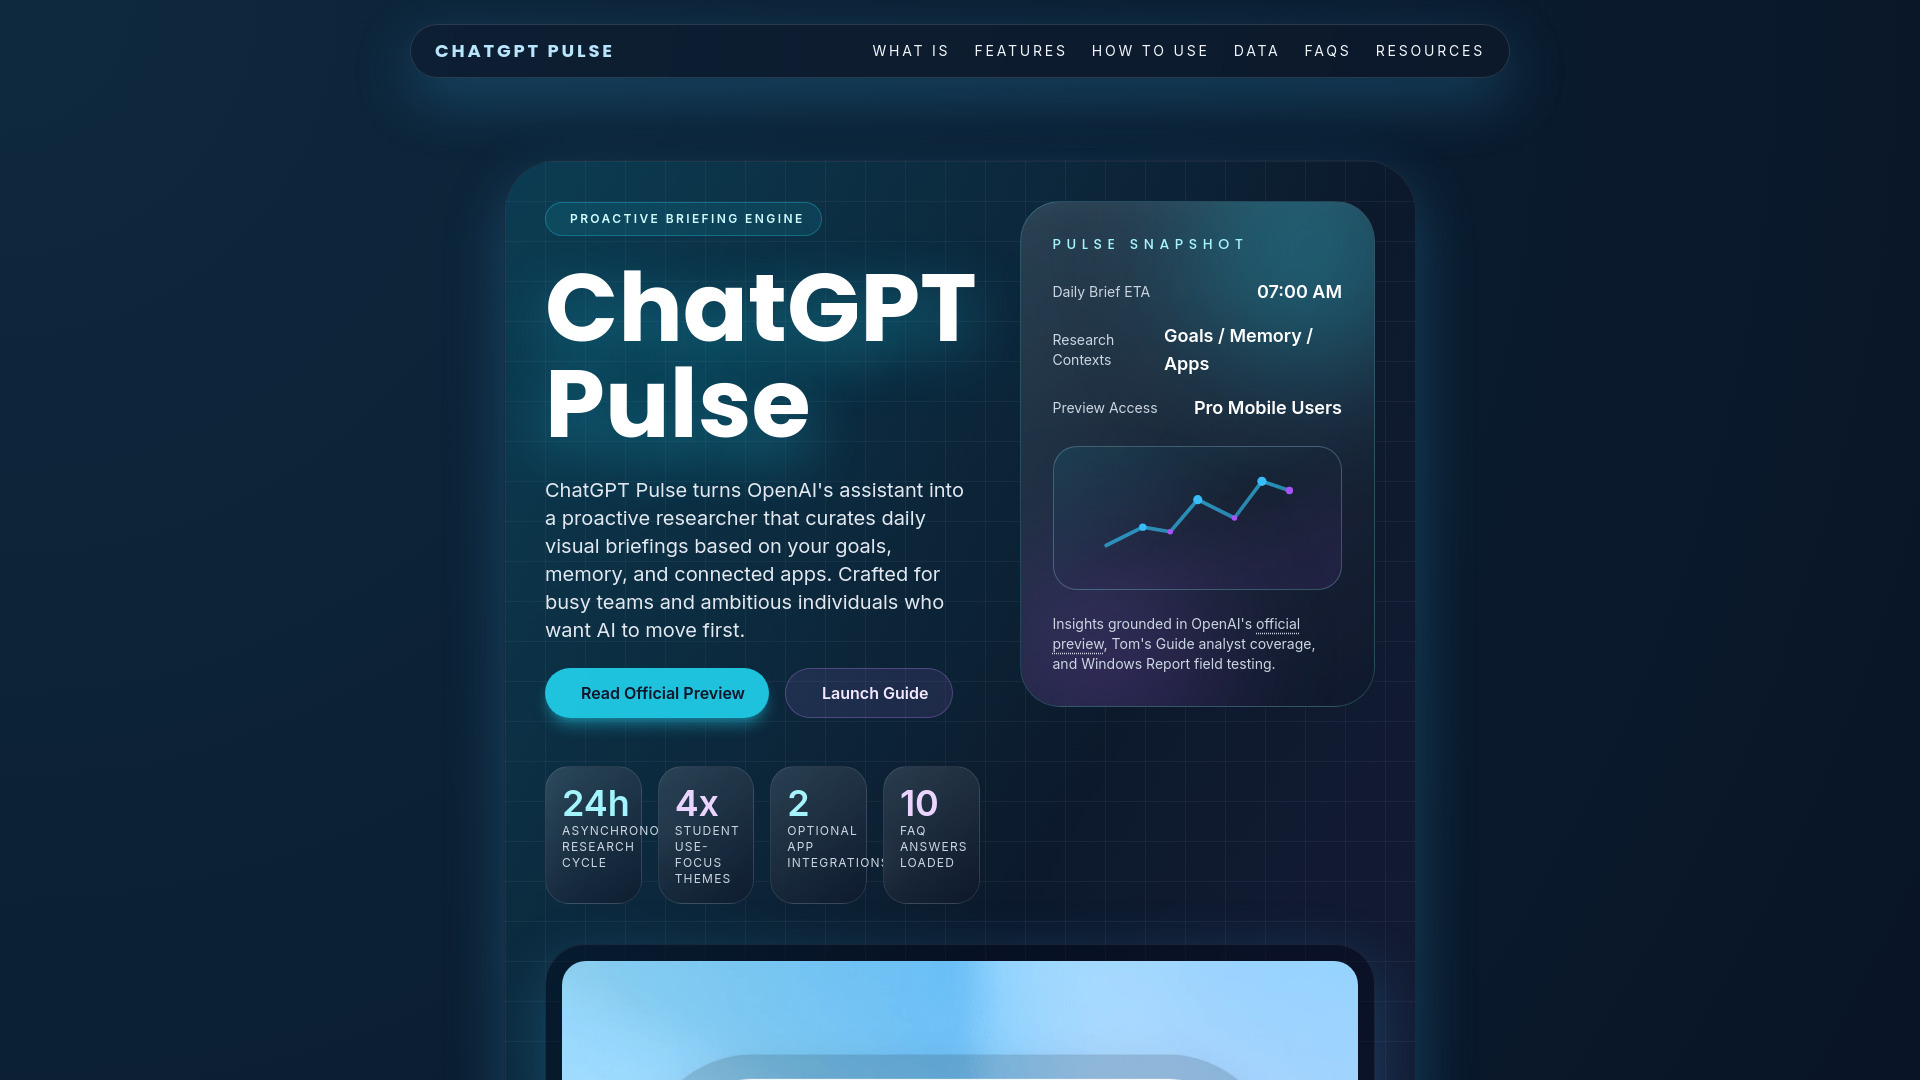 CHATGPT PULSE
WHAT IS
FEATURES
HOW TO USE
DATA
FAQS
RESOURCES
PROACTIVE BRIEFING ENGINE
ChatGPT
Pulse
ChatGPT Pulse turns OpenAI's assistant into
a proactive researcher that curates daily
visual briefings based on your goals,
memory, and connected apps. Crafted for
busy teams and ambitious individuals who
want AI to move first.
Read Official Preview
Launch Guide
24h
ASYNCHRONO
RESEARCH
CYCLE
4x
STUDENT
USE-
FOCUS
THEMES
2
OPTIONAL
APP
INTEGRATIONS
10
FAQ
ANSWERS
LOADED
PULSE SNAPSHOT
Daily Brief ETA
07:00 AM
Research
Contexts
Goals / Memory /
Apps
Preview Access
Pro Mobile Users
Insights grounded in OpenAI's official
preview, Tom's Guide analyst coverage,
and Windows Report field testing.